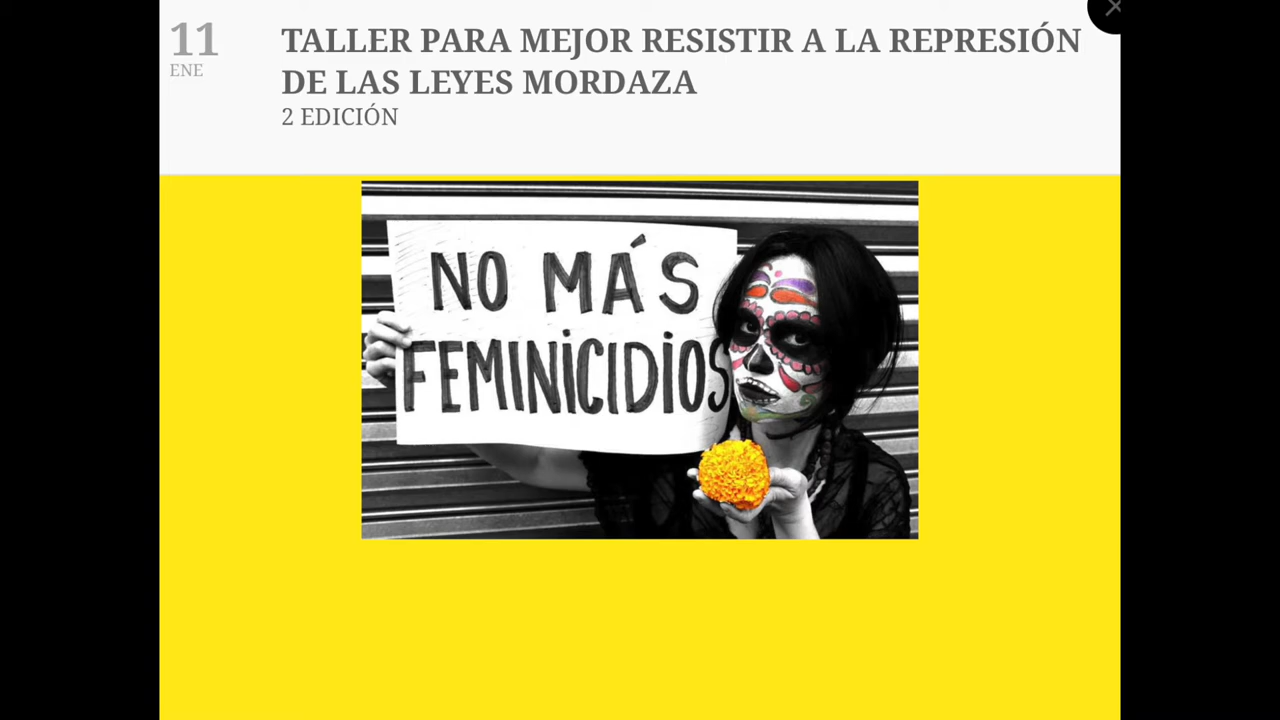 11
ENE
TALLER PARA MEJOR RESISTIR A LA REPRESIÓN
DE LAS LEYES MORDAZA
2 EDICIÓN
NO MÁS
FEMINICIDIOS